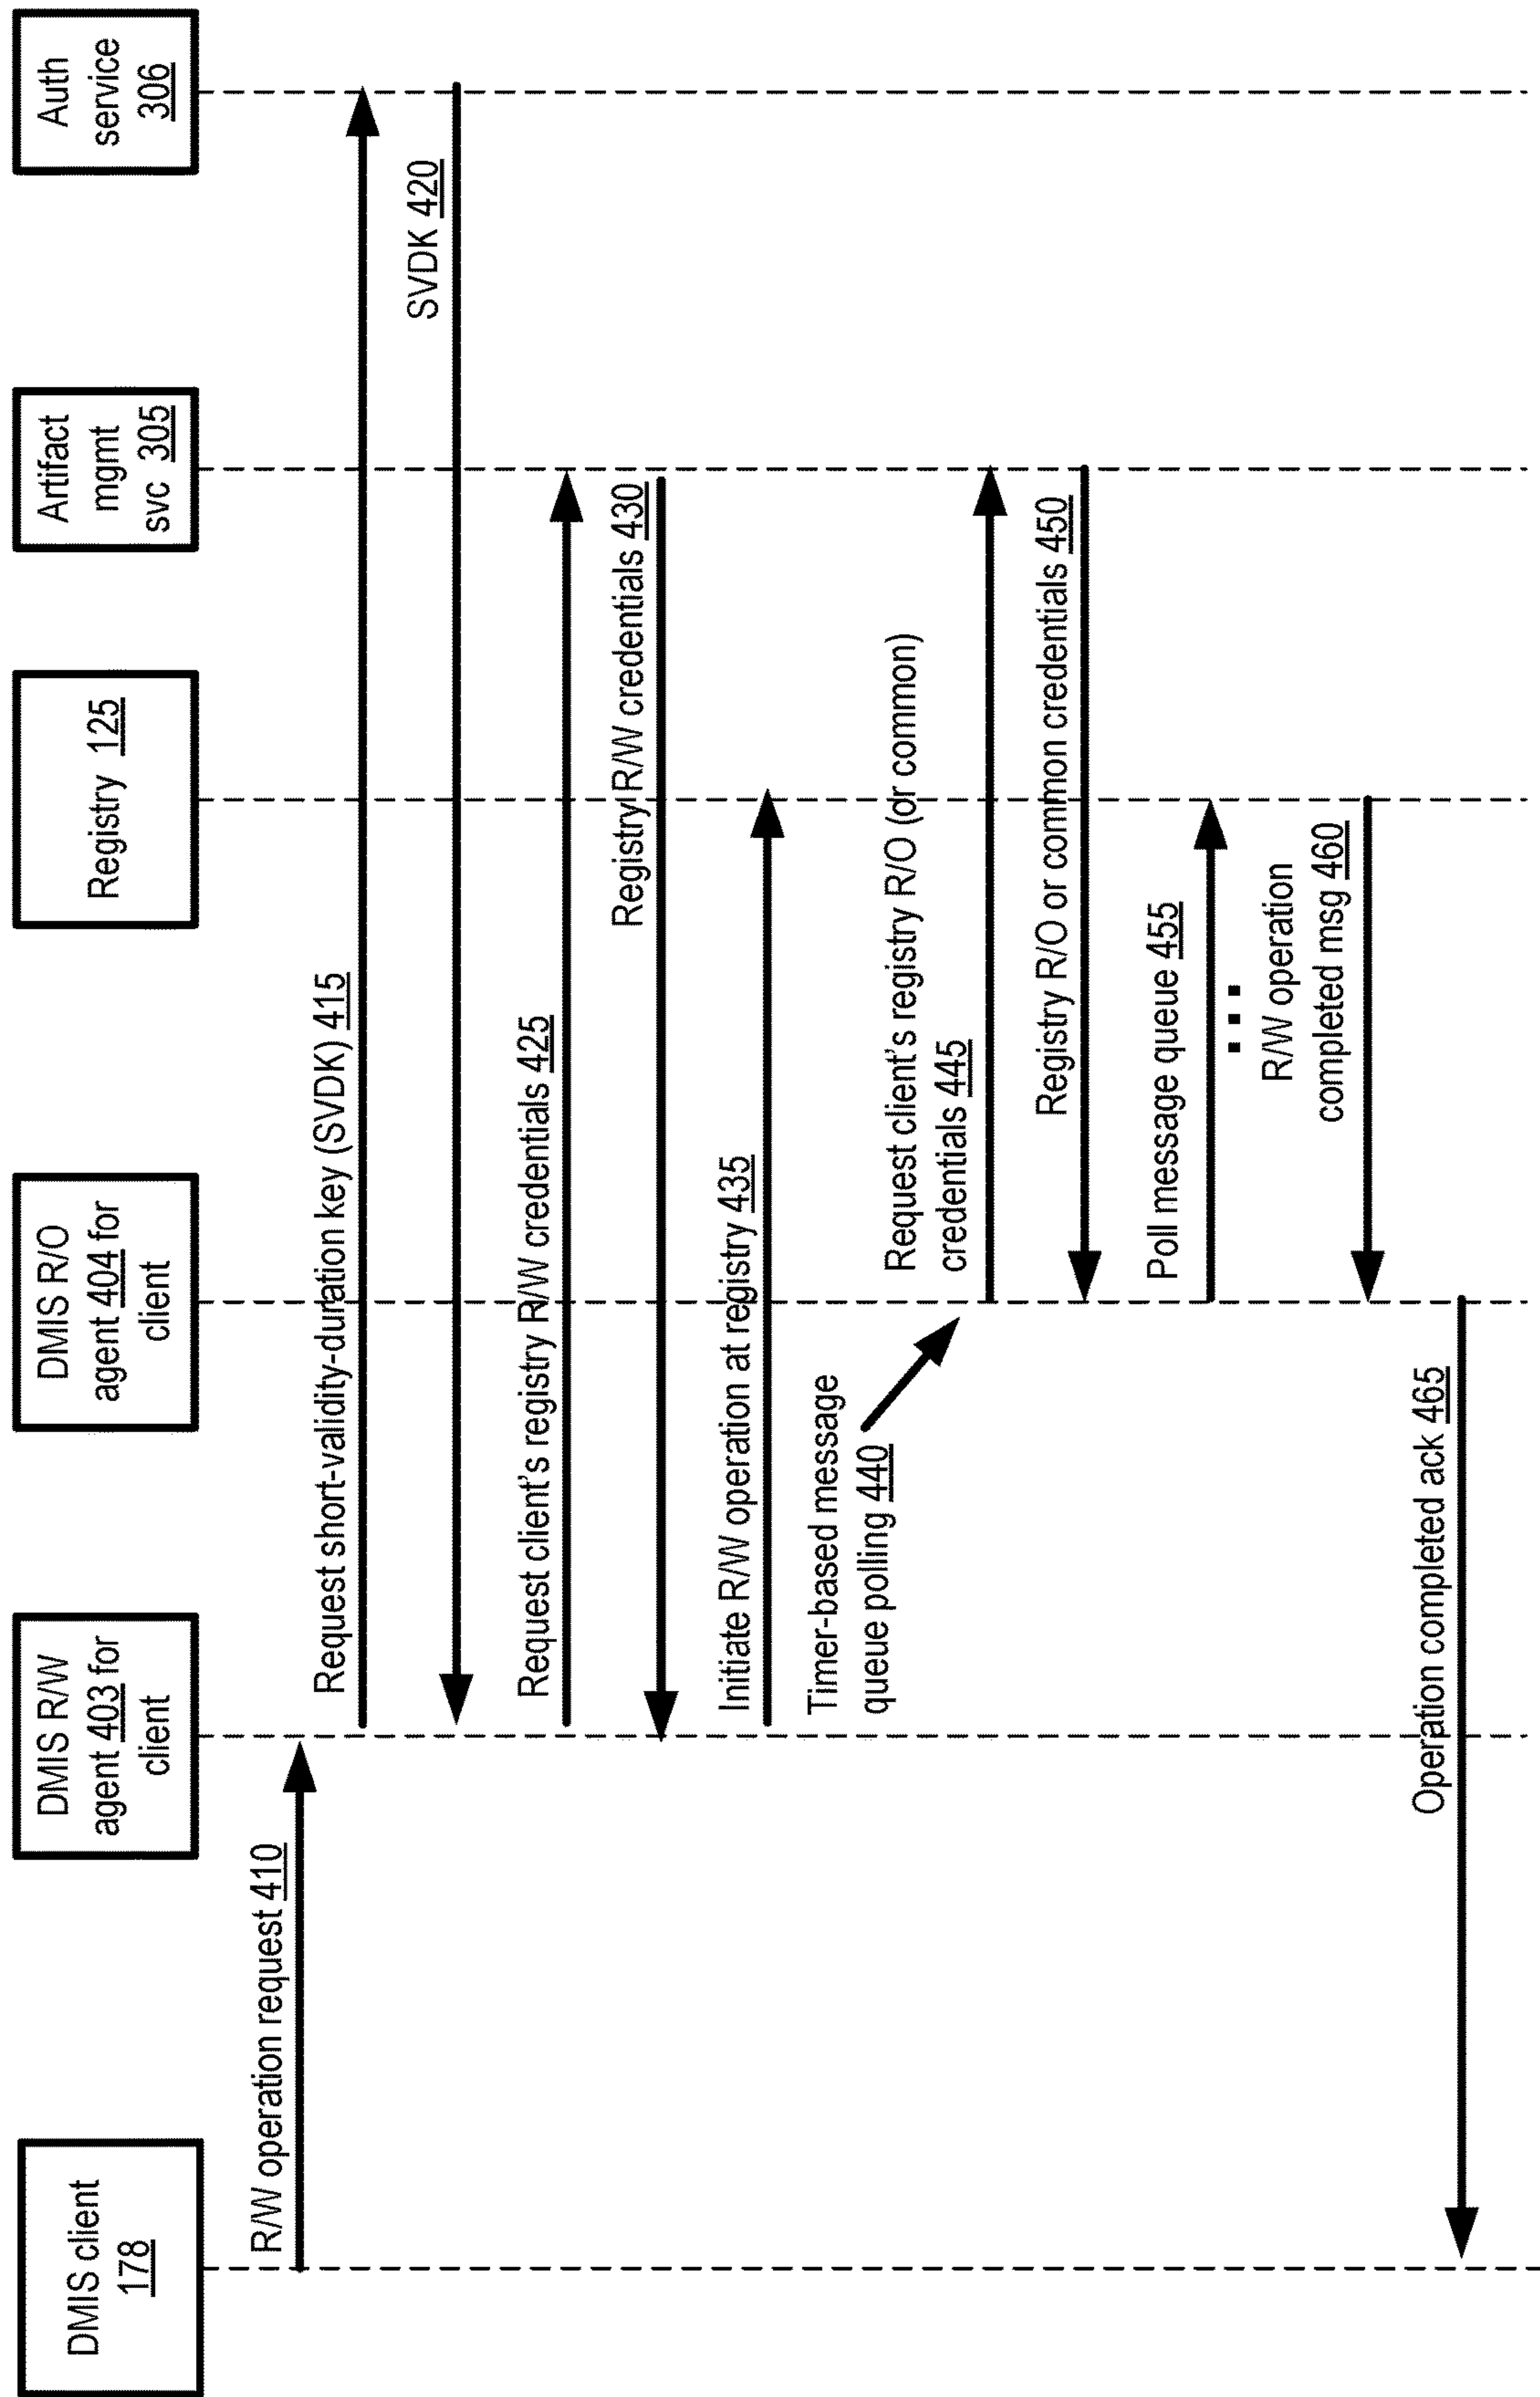 DMIS client
178
DMIS R/W
agent 403 for
client
DMIS R/O
agent 404 for
client
Registry 125
Artifact
mgmt
svc 305
Auth
service
306
R/W operation request 410
Request short-validity-duration key (SVDK) 415
SVDK 420
Request client's registry R/W credentials 425
Registry R/W credentials 430
Initiate R/W operation at registry 435
Timer-based message
queue polling 440
Request client's registry R/O (or common)
credentials 445
Registry R/O or common credentials 450
Poll message queue 455
R/W operation
completed msg 460
Operation completed ack 465